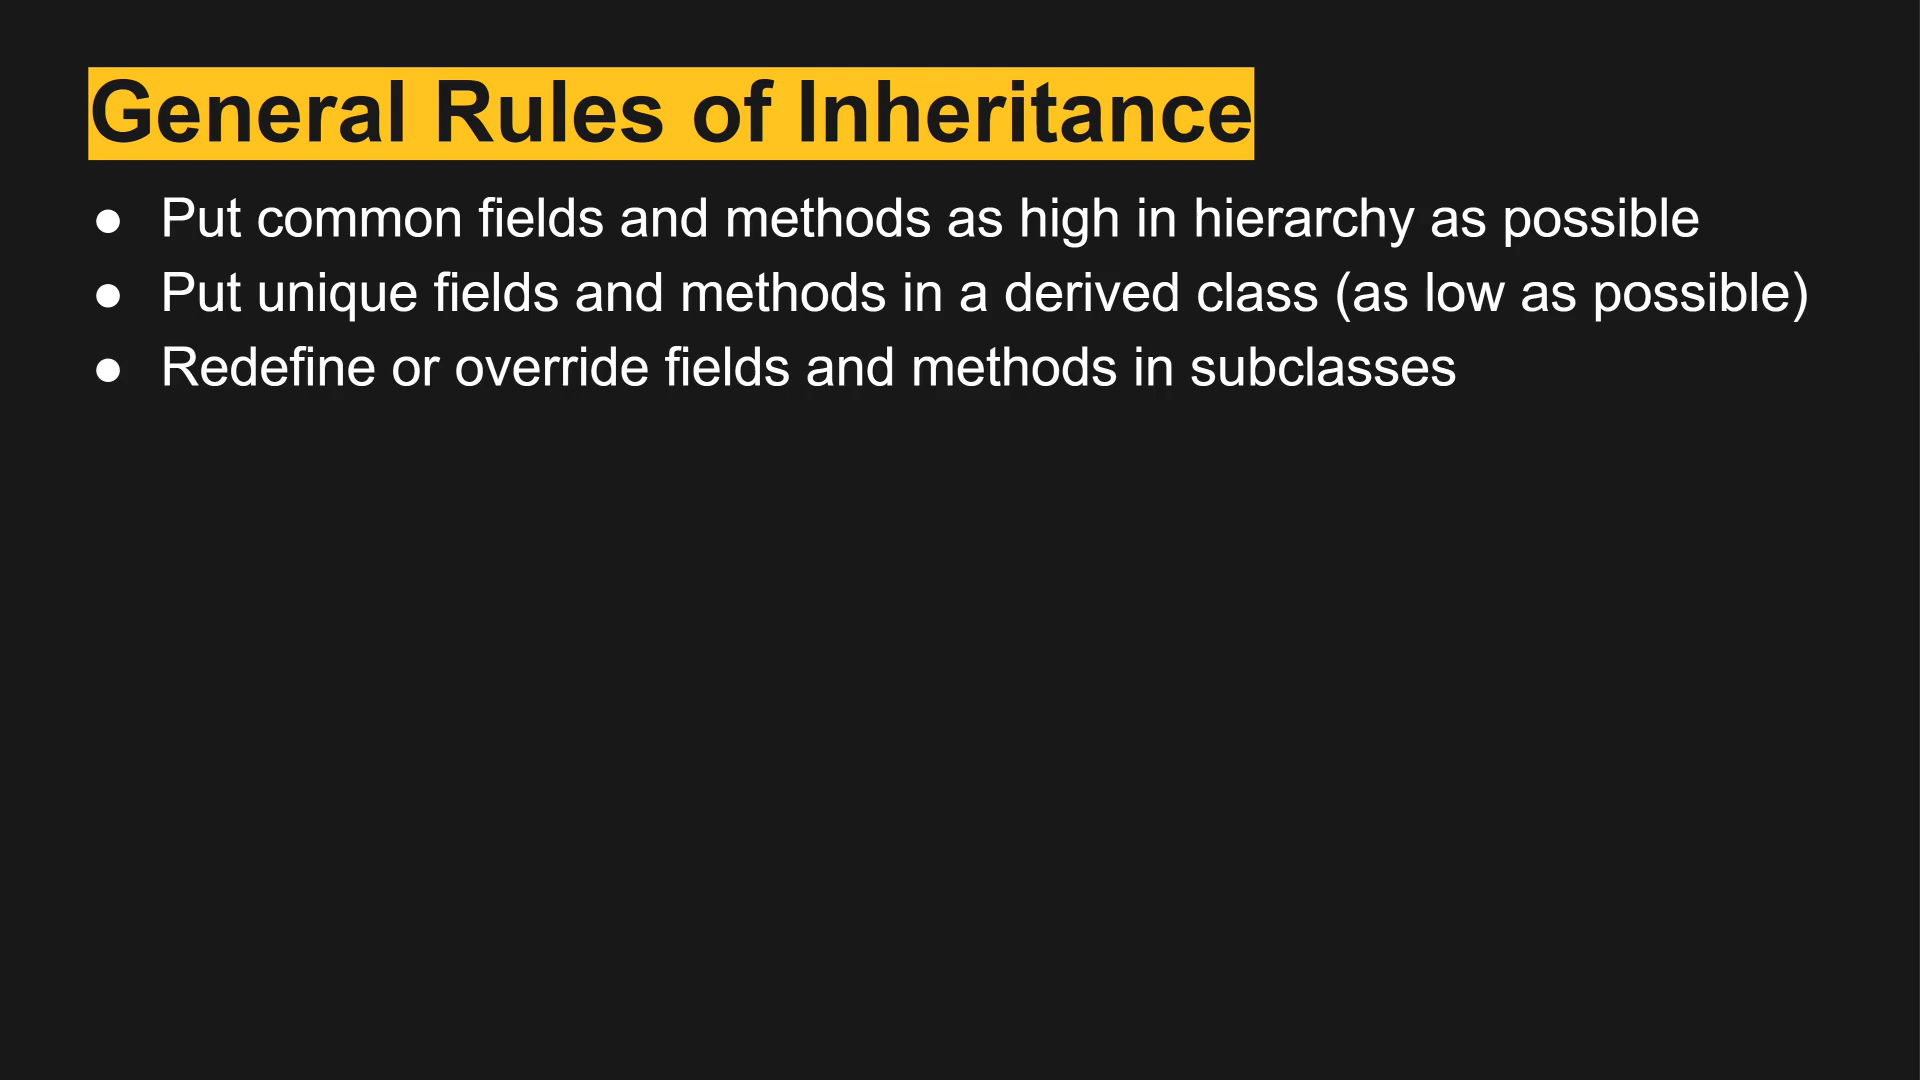 General Rules of Inheritance
● Put common fields and methods as high in hierarchy as possible
● Put unique fields and methods in a derived class (as low as possible)
● Redefine or override fields and methods in subclasses